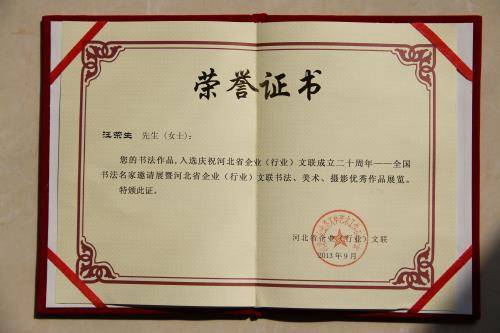 荣誉证书
汪荣生 先生(女士):
您的书法作品,入选庆祝河北省企业(行业)文联成立二十周年——全国
书法名家邀请展暨河北省企业(行业)文联书法、美术、摄影优秀作品展览。
特颁此证。
河北省企业(行业)文联
2013年9月